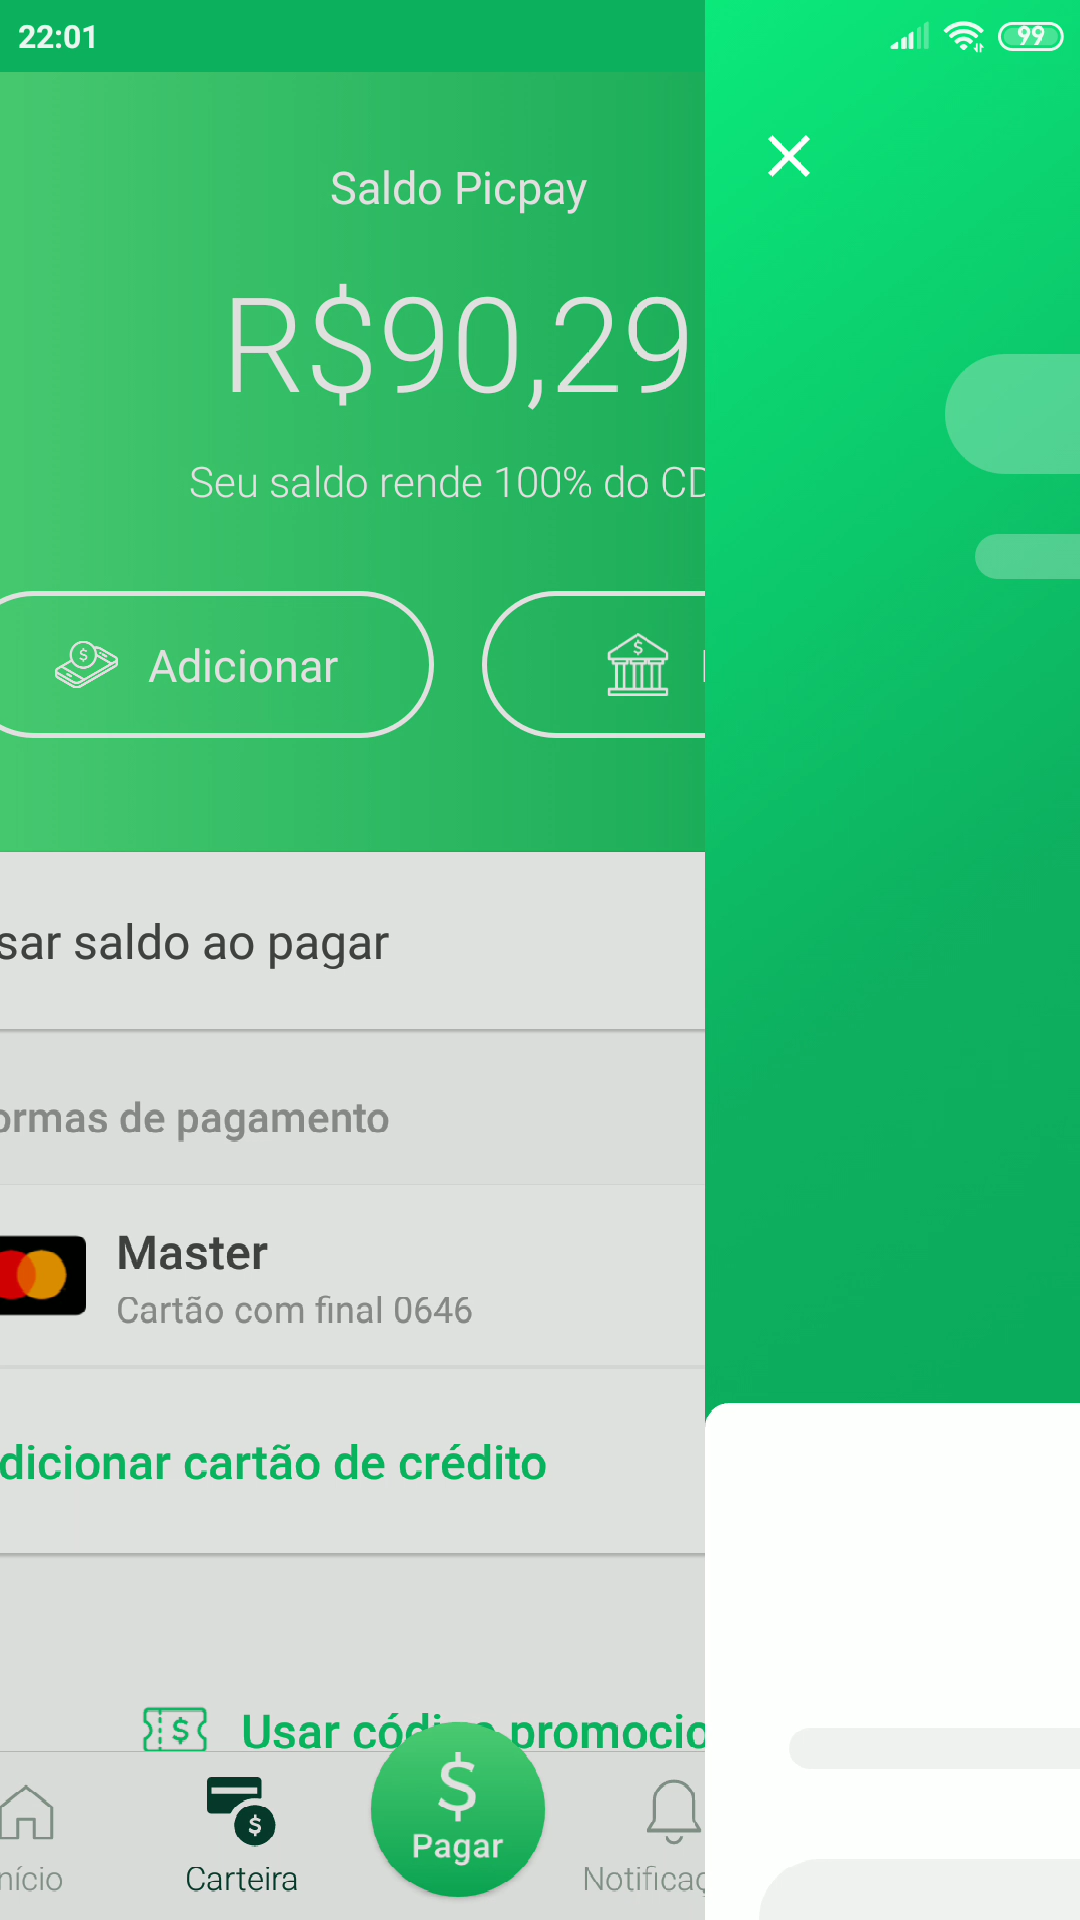 22:01
99
Saldo Picpay
R$90,29
Seu saldo rende 100% do CD
Adicionar
sar saldo ao pagar
ormas de pagamento
Master
Cartão com final 0646
dicionar cartão de crédito
Usar código promocio
$
Pagar
nício
Carteira
Notificaç